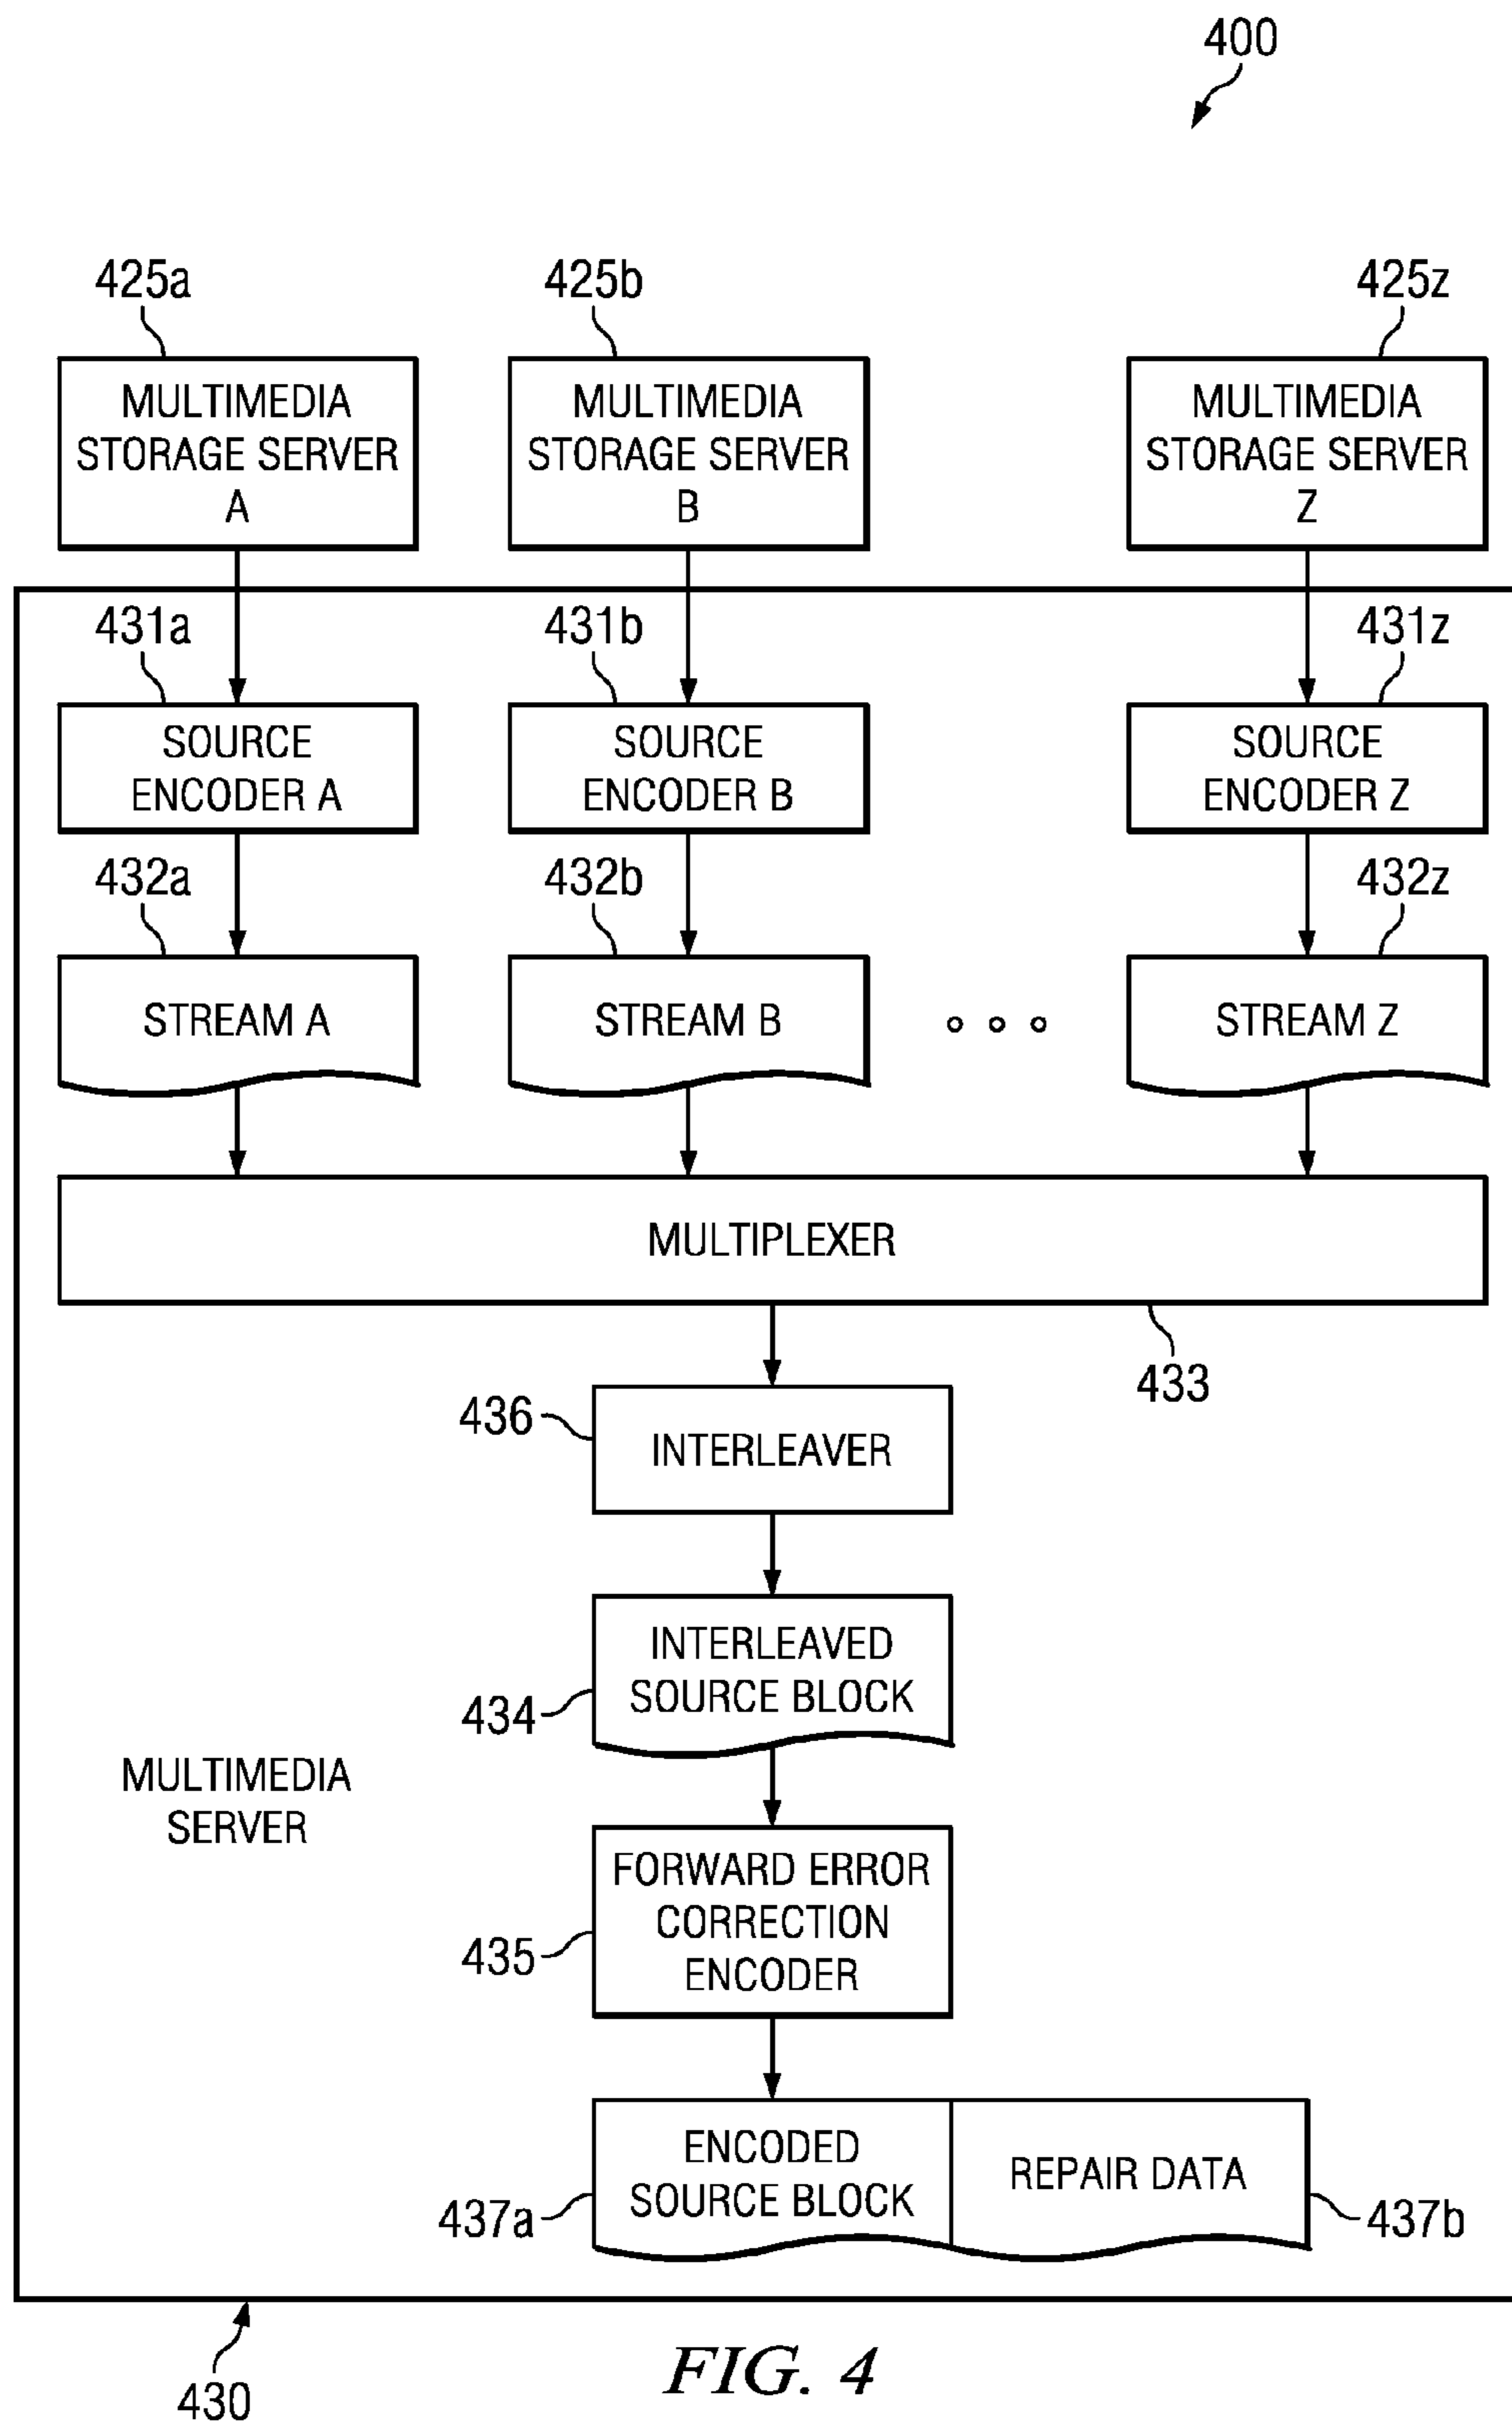 400
425a
425b
425z
MULTIMEDIA
STORAGE SERVER
A
MULTIMEDIA
STORAGE SERVER
B
MULTIMEDIA
STORAGE SERVER
Z
431a
431b
431z
SOURCE
ENCODER A
SOURCE
ENCODER B
SOURCE
ENCODER Z
432a
432b
432z
STREAM A
STREAM B
STREAM Z
MULTIPLEXER
433
436
INTERLEAVER
INTERLEAVED
SOURCE BLOCK
434
MULTIMEDIA
SERVER
FORWARD ERROR
CORRECTION
ENCODER
435
ENCODED
SOURCE BLOCK
REPAIR DATA
437a
437b
430
FIG. 4